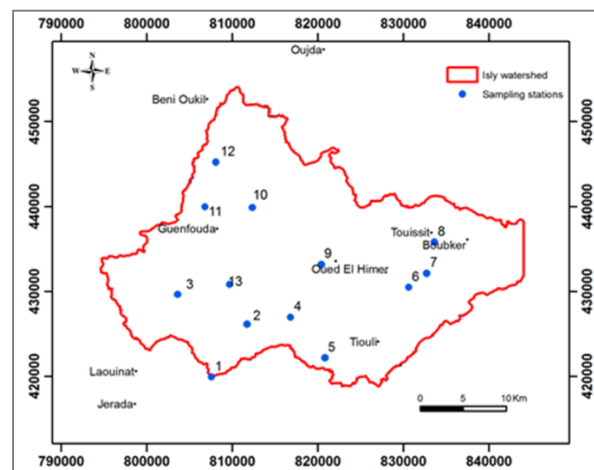 790000 800000 810000 820000 830000 840000
Oujda
N
W E
S
Isly watershed
Sampling stations
Beni Oukil
450000 450000
12
440000 440000
11
10
Guenfouda
Touissit
8
Boubker
9
Oued El Himer
7
6
430000 430000
3
13
2
4
Tiouli
5
1
420000 420000
Laouinat
Jerada
0 5 10 Km
790000 800000 810000 820000 830000 840000